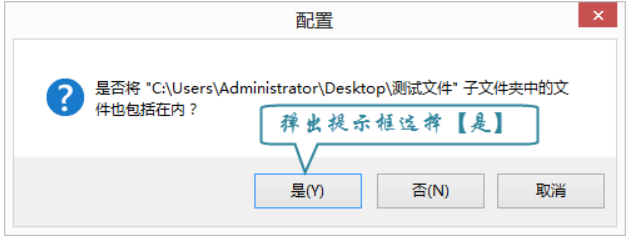 配置
是否将 "C:\Users\Administrator\Desktop\测试文件" 子文件夹中的文
件也包括在内？
弹出提示框选择【是】
是(Y)
否(N)
取消